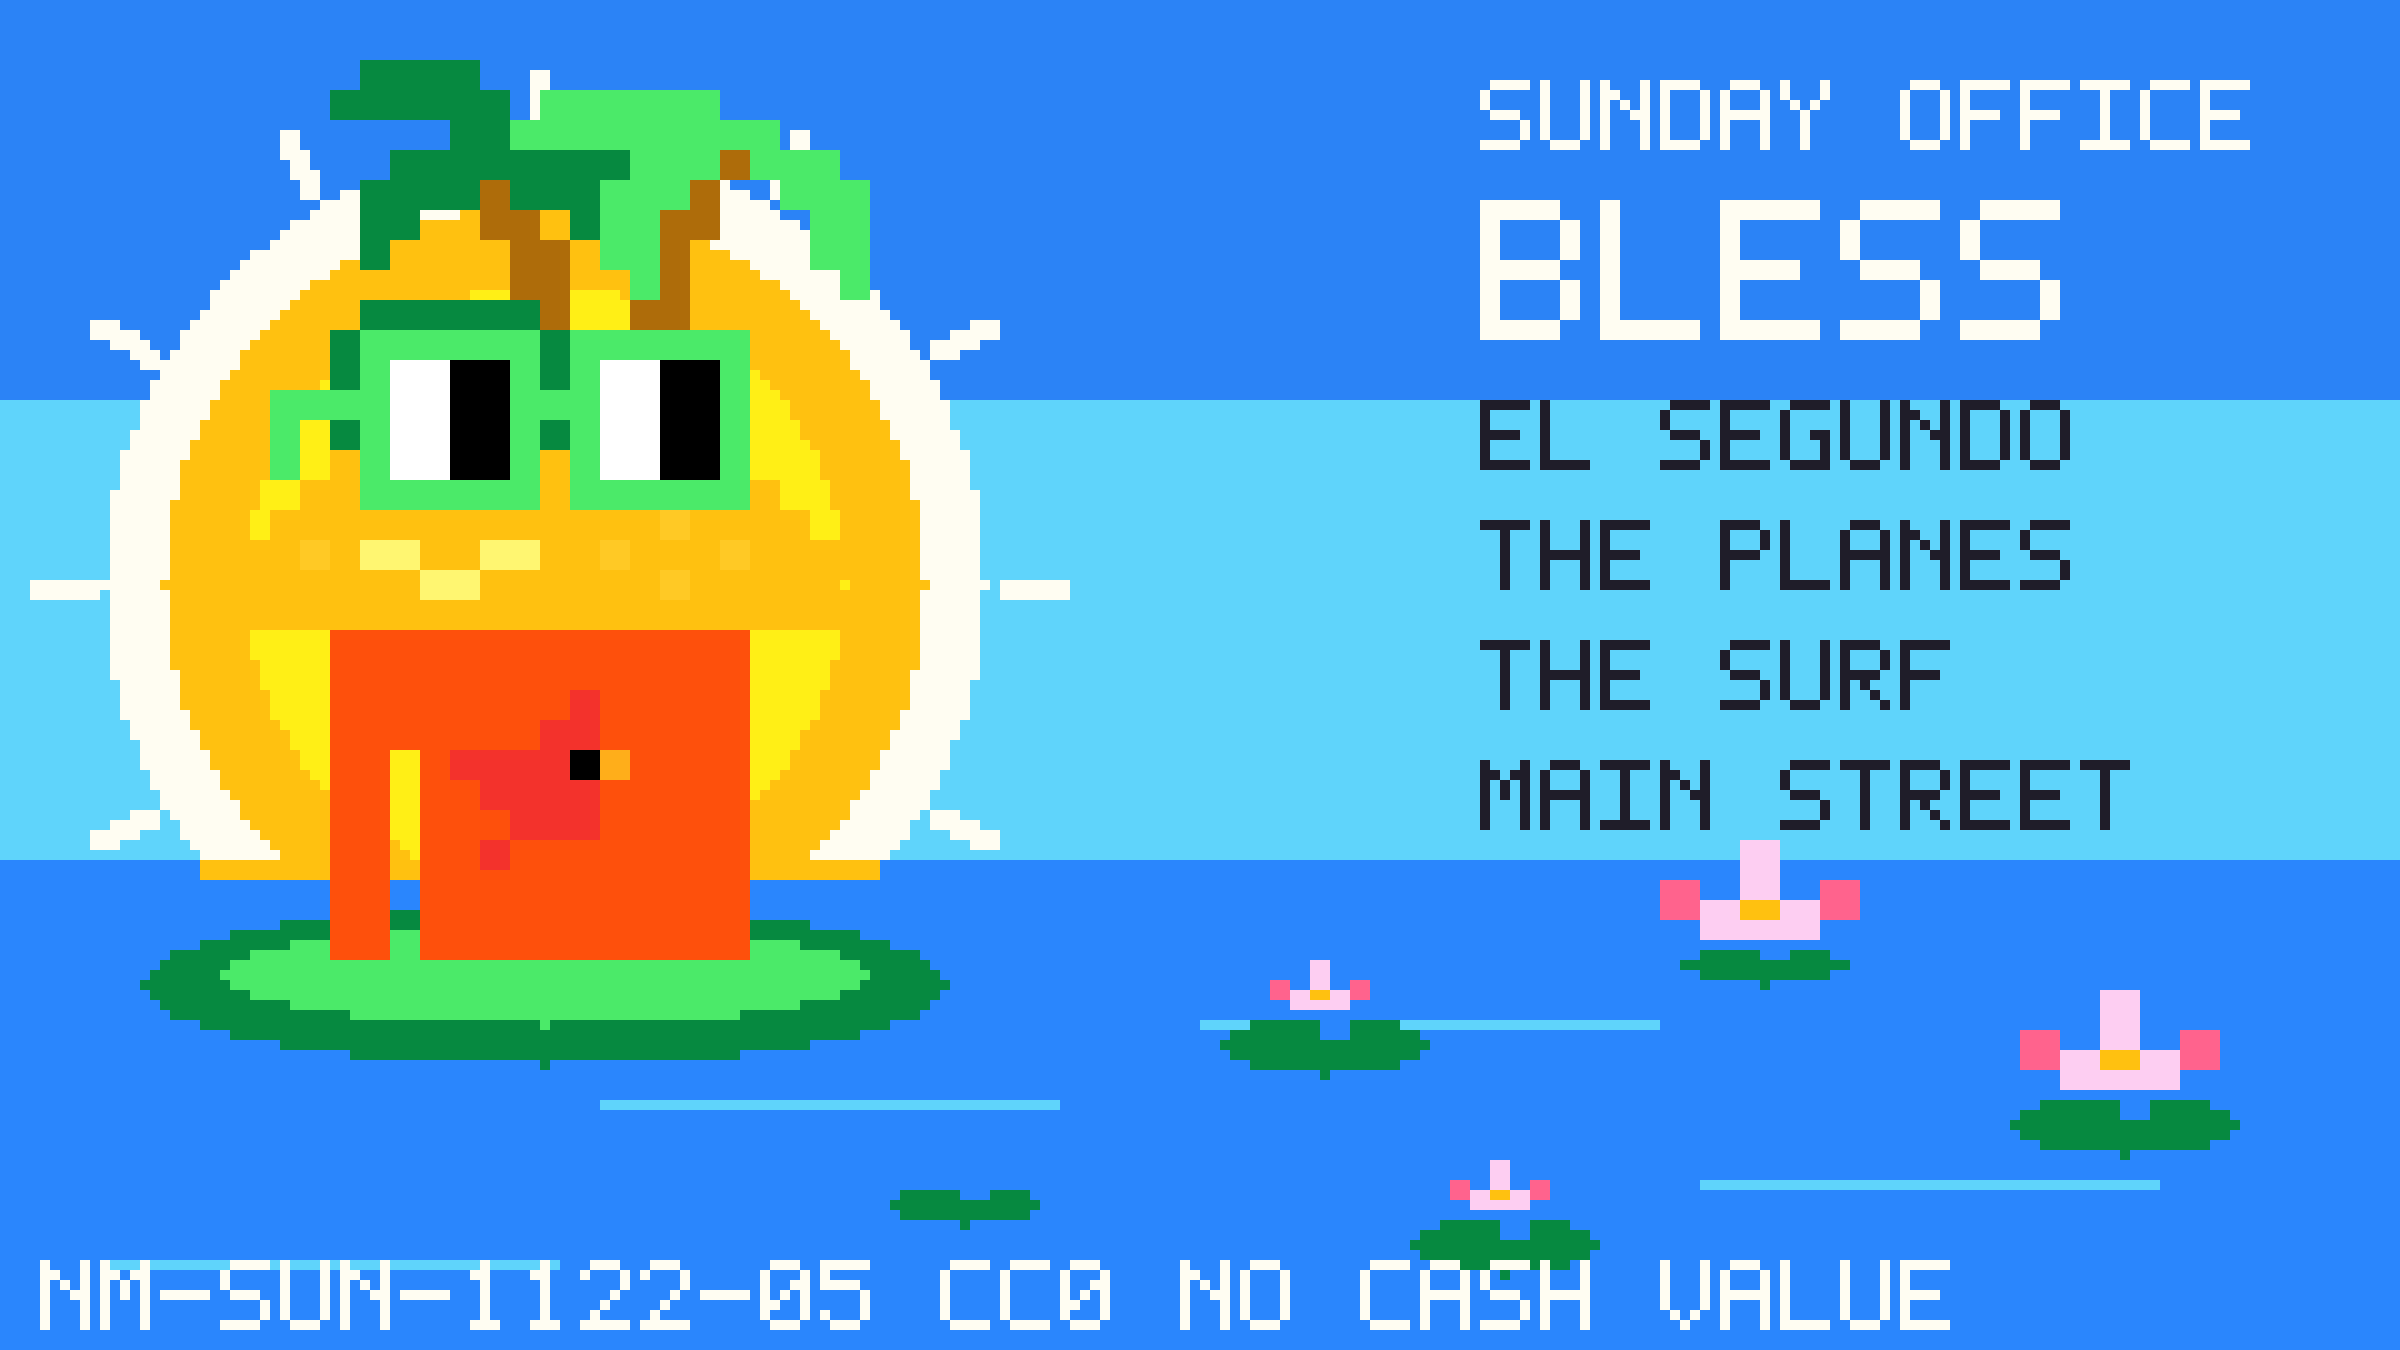 SUNDAY OFFICE
BLESS
EL SEGUNDO
THE PLANES
THE SURF
MAIN STREET
NM-SUN-1122-05 CC0 NO CASH VALUE